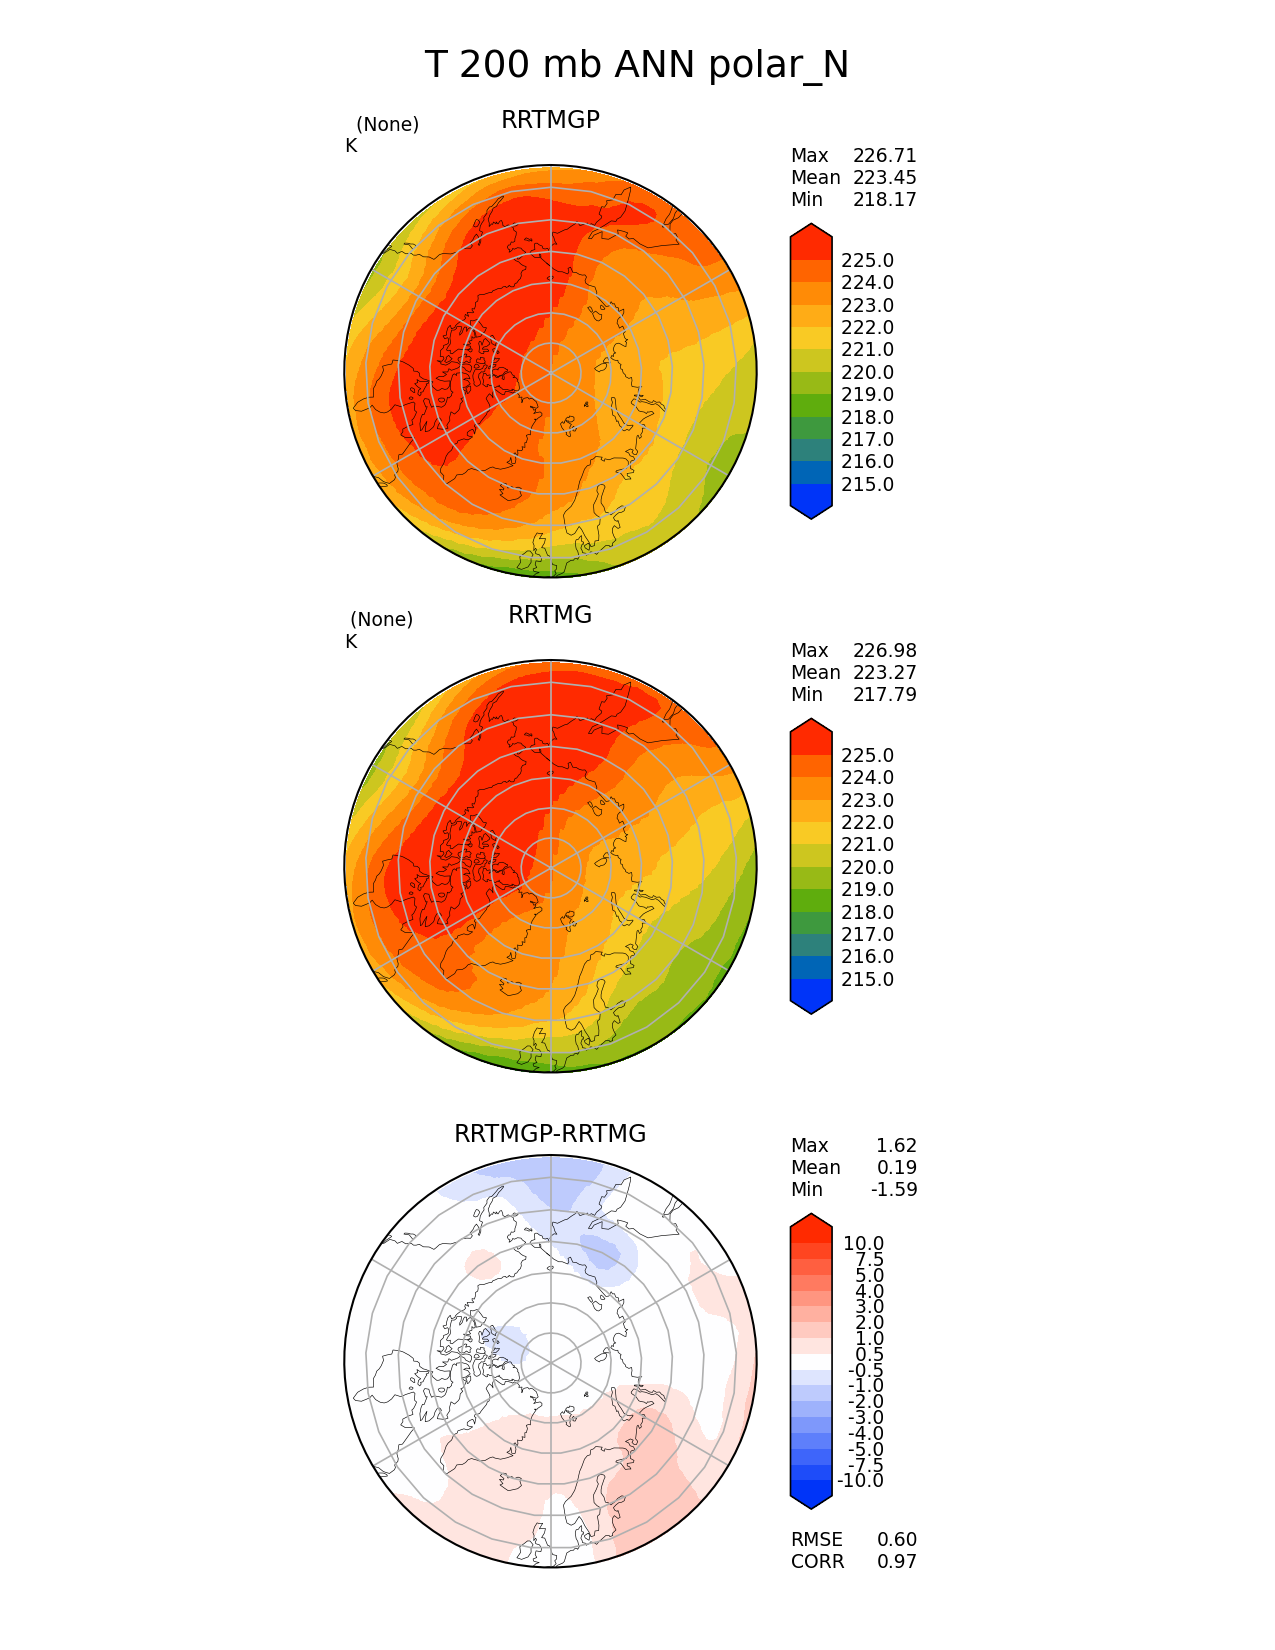 T 200 mb ANN polar_N
(None)
RRTMGP
K
Max 226.71
Mean 223.45
Min 218.17
225.0
224.0
223.0
222.0
221.0
220.0
219.0
218.0
217.0
216.0
215.0
(None)
RRTMG
K
Max 226.98
Mean 223.27
Min 217.79
225.0
224.0
223.0
222.0
221.0
220.0
219.0
218.0
217.0
216.0
215.0
RRTMGP-RRTMG
Max 1.62
Mean 0.19
Min -1.59
10.0
7.5
5.0
4.0
3.0
2.0
1.0
0.5
-0.5
-1.0
-2.0
-3.0
-4.0
-5.0
-7.5
-10.0
RMSE 0.60
CORR 0.97